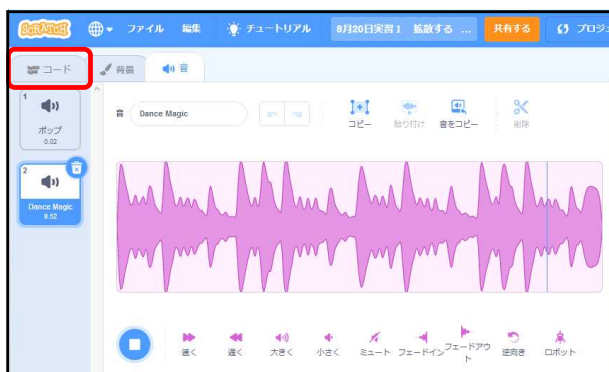 SCRATCH ファイル 編集 チュートリアル 8月20日実習1 拡散する ... 共有する プロジ
コード 背景 音
1
ポップ
0.02
2
Dance Magic
8.52
音 Dance Magic コピー 貼り付け 音をコピー 削除
速く 遅く 大きく 小さく ミュート フェードイン フェードアウ
ト 逆向き ロボット